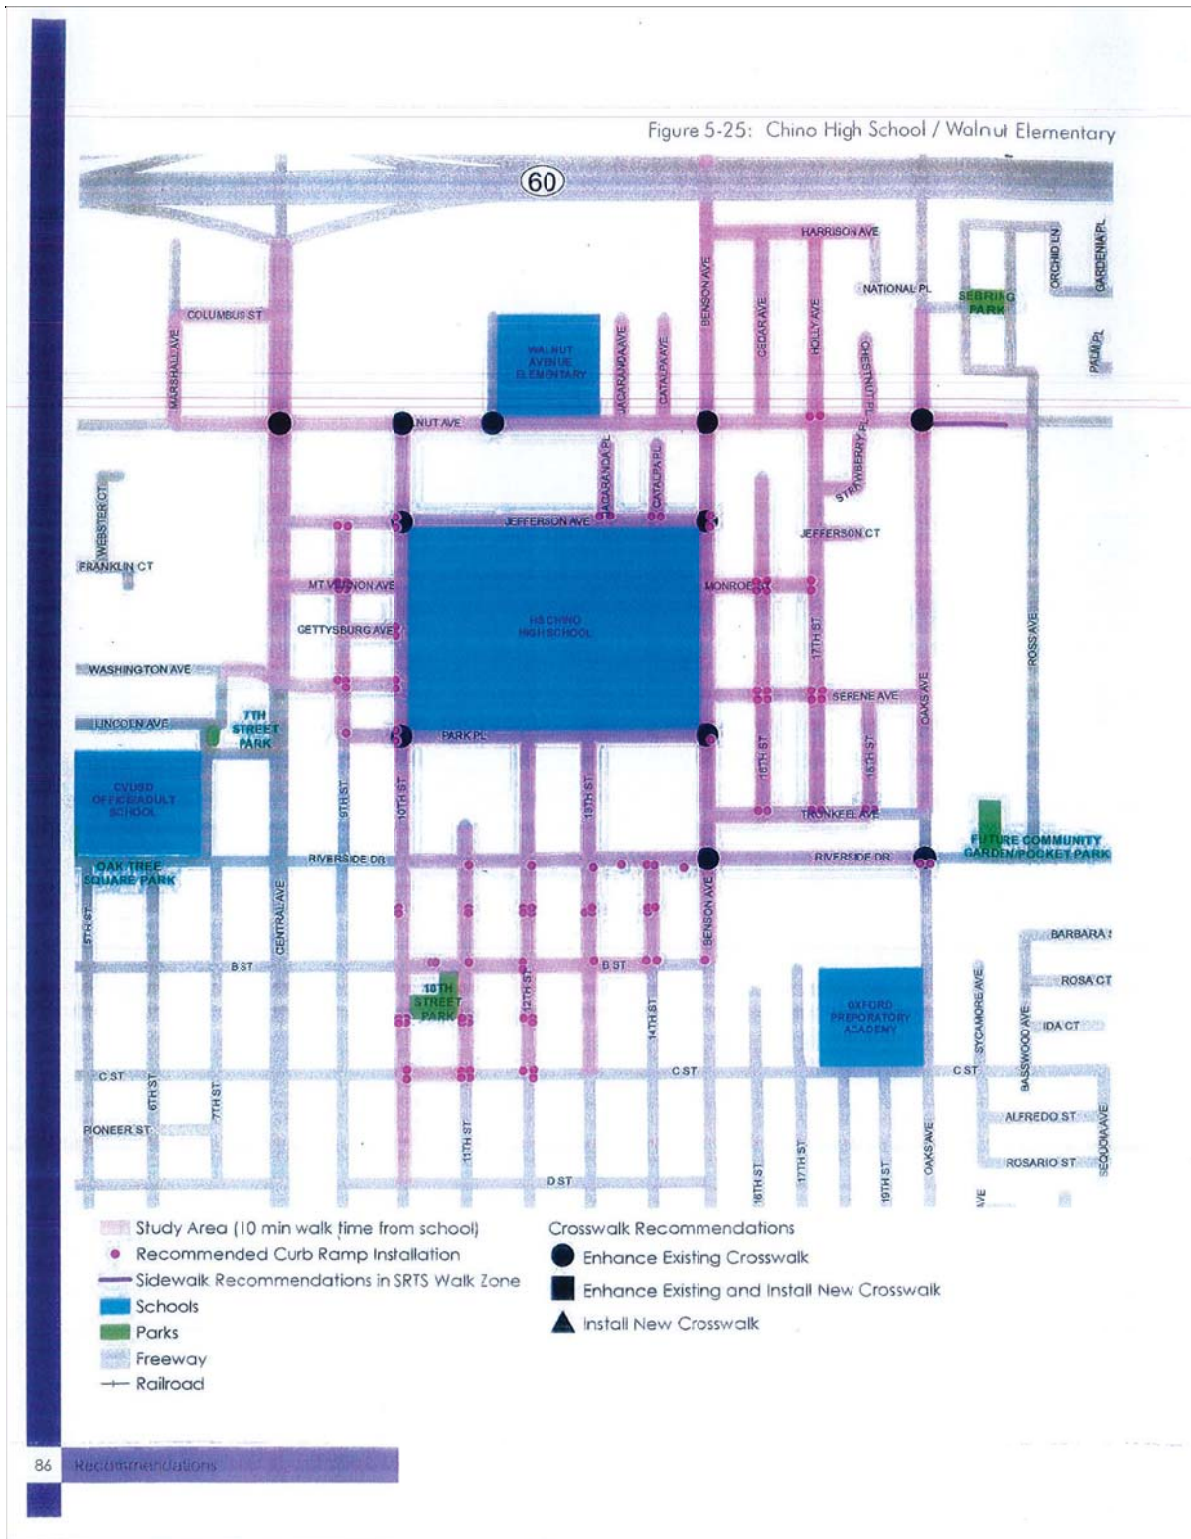 Figure 5-25: Chino High School / Walnut Elementary
60
HARRISON AVE
ORCHID LN
GARDENIA PL
BENSON AVE
NATIONAL PL
SEBRING
PARK
COLUMBUS ST
MARSHALL AVE
WALNUT
AVENUE
ELEMENTARY
JACARANDA AVE
CATALPA AVE
CEDAR AVE
HOLLY AVE
CHESTNUT PL
PALM PL
NUT AVE
JACARANDA PL
CATALPA PL
STRAWBERRY PL
WEBSTER CT
JEFFERSON AVE
JEFFERSON CT
FRANKLIN CT
MT VERNON AVE
MONROE ST
GETTYSBURG AVE
HS CHINO
HIGH SCHOOL
17TH ST
ROSS AVE
WASHINGTON AVE
SERENE AVE
OAKS AVE
LINCOLN AVE
7TH
STREET
PARK
PARK PL
CVUSD
OFFICE/ADULT
SCHOOL
9TH ST
10TH ST
13TH ST
16TH ST
18TH ST
TRONKEEL AVE
FUTURE COMMUNITY
GARDEN/POCKET PARK
OAK TREE
SQUARE PARK
RIVERSIDE DR
RIVERSIDE DR
5TH ST
CENTRAL AVE
BENSON AVE
BARBARA S
B ST
B ST
ROSA CT
10TH
STREET
PARK
12TH ST
14TH ST
OXFORD
PREPORATORY
ACADEMY
SYCAMORE AVE
BASSWOOD AVE
IDA CT
C ST
C ST
C ST
6TH ST
7TH ST
PIONEER ST
11TH ST
ALFREDO ST
OAKS AVE
SEQUOIA AVE
ROSARIO ST
D ST
16TH ST
17TH ST
19TH ST
AVE
Study Area (10 min walk time from school)
Recommended Curb Ramp Installation
Sidewalk Recommendations in SRTS Walk Zone
Schools
Parks
Freeway
Railroad
Crosswalk Recommendations
Enhance Existing Crosswalk
Enhance Existing and Install New Crosswalk
Install New Crosswalk
86 Recommendations